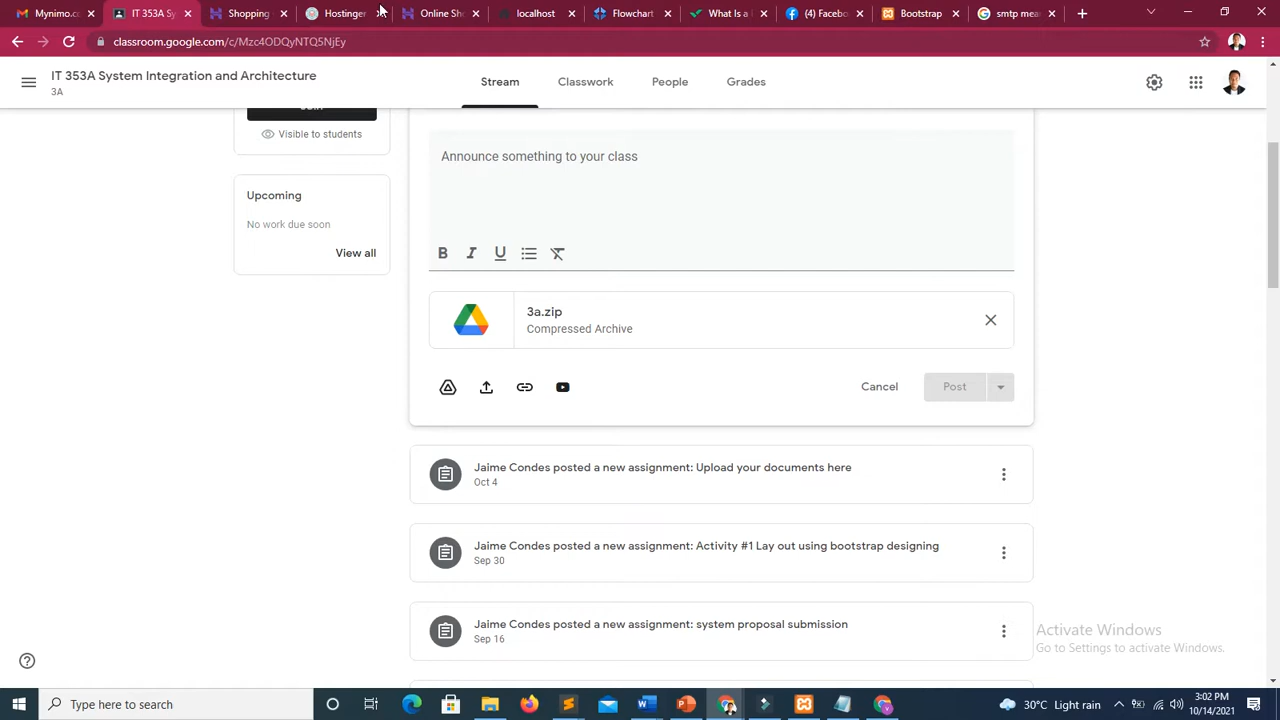 Mynimo.c
IT 353A Sy
Shopping
Hostinger
Online Sh
localhost
Flowchart
What Is a
(4) Facebo
Bootstrap
smtp mea
classroom.google.com/c/Mzc4ODQyNTQ5NjEy
IT 353A System Integration and Architecture
3A
Stream
Classwork
People
Grades
Join
Visible to students
Announce something to your class
Upcoming
No work due soon
View all
B I U
3a.zip
Compressed Archive
Cancel
Post
Jaime Condes posted a new assignment: Upload your documents here
Oct 4
Jaime Condes posted a new assignment: Activity #1 Lay out using bootstrap designing
Sep 30
Jaime Condes posted a new assignment: system proposal submission
Sep 16
Activate Windows
Go to Settings to activate Windows.
Type here to search
30°C Light rain
3:02 PM
10/14/2021